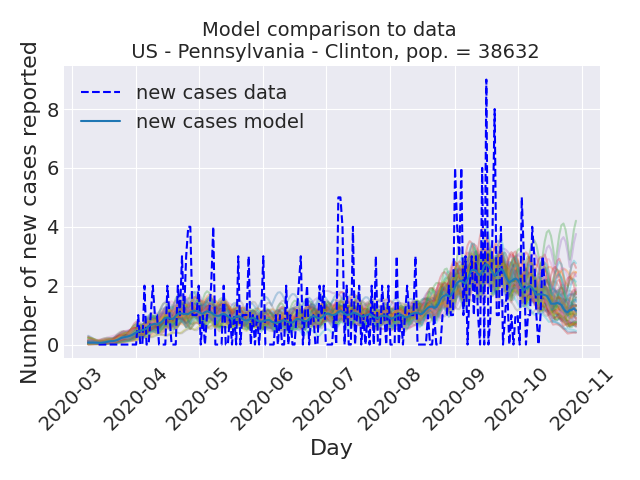 Model comparison to data
US - Pennsylvania - Clinton, pop. = 38632
Number of new cases reported
new cases data
new cases model
8
6
4
2
0
2020-03
2020-04
2020-05
2020-06
2020-07
2020-08
2020-09
2020-10
2020-11
Day